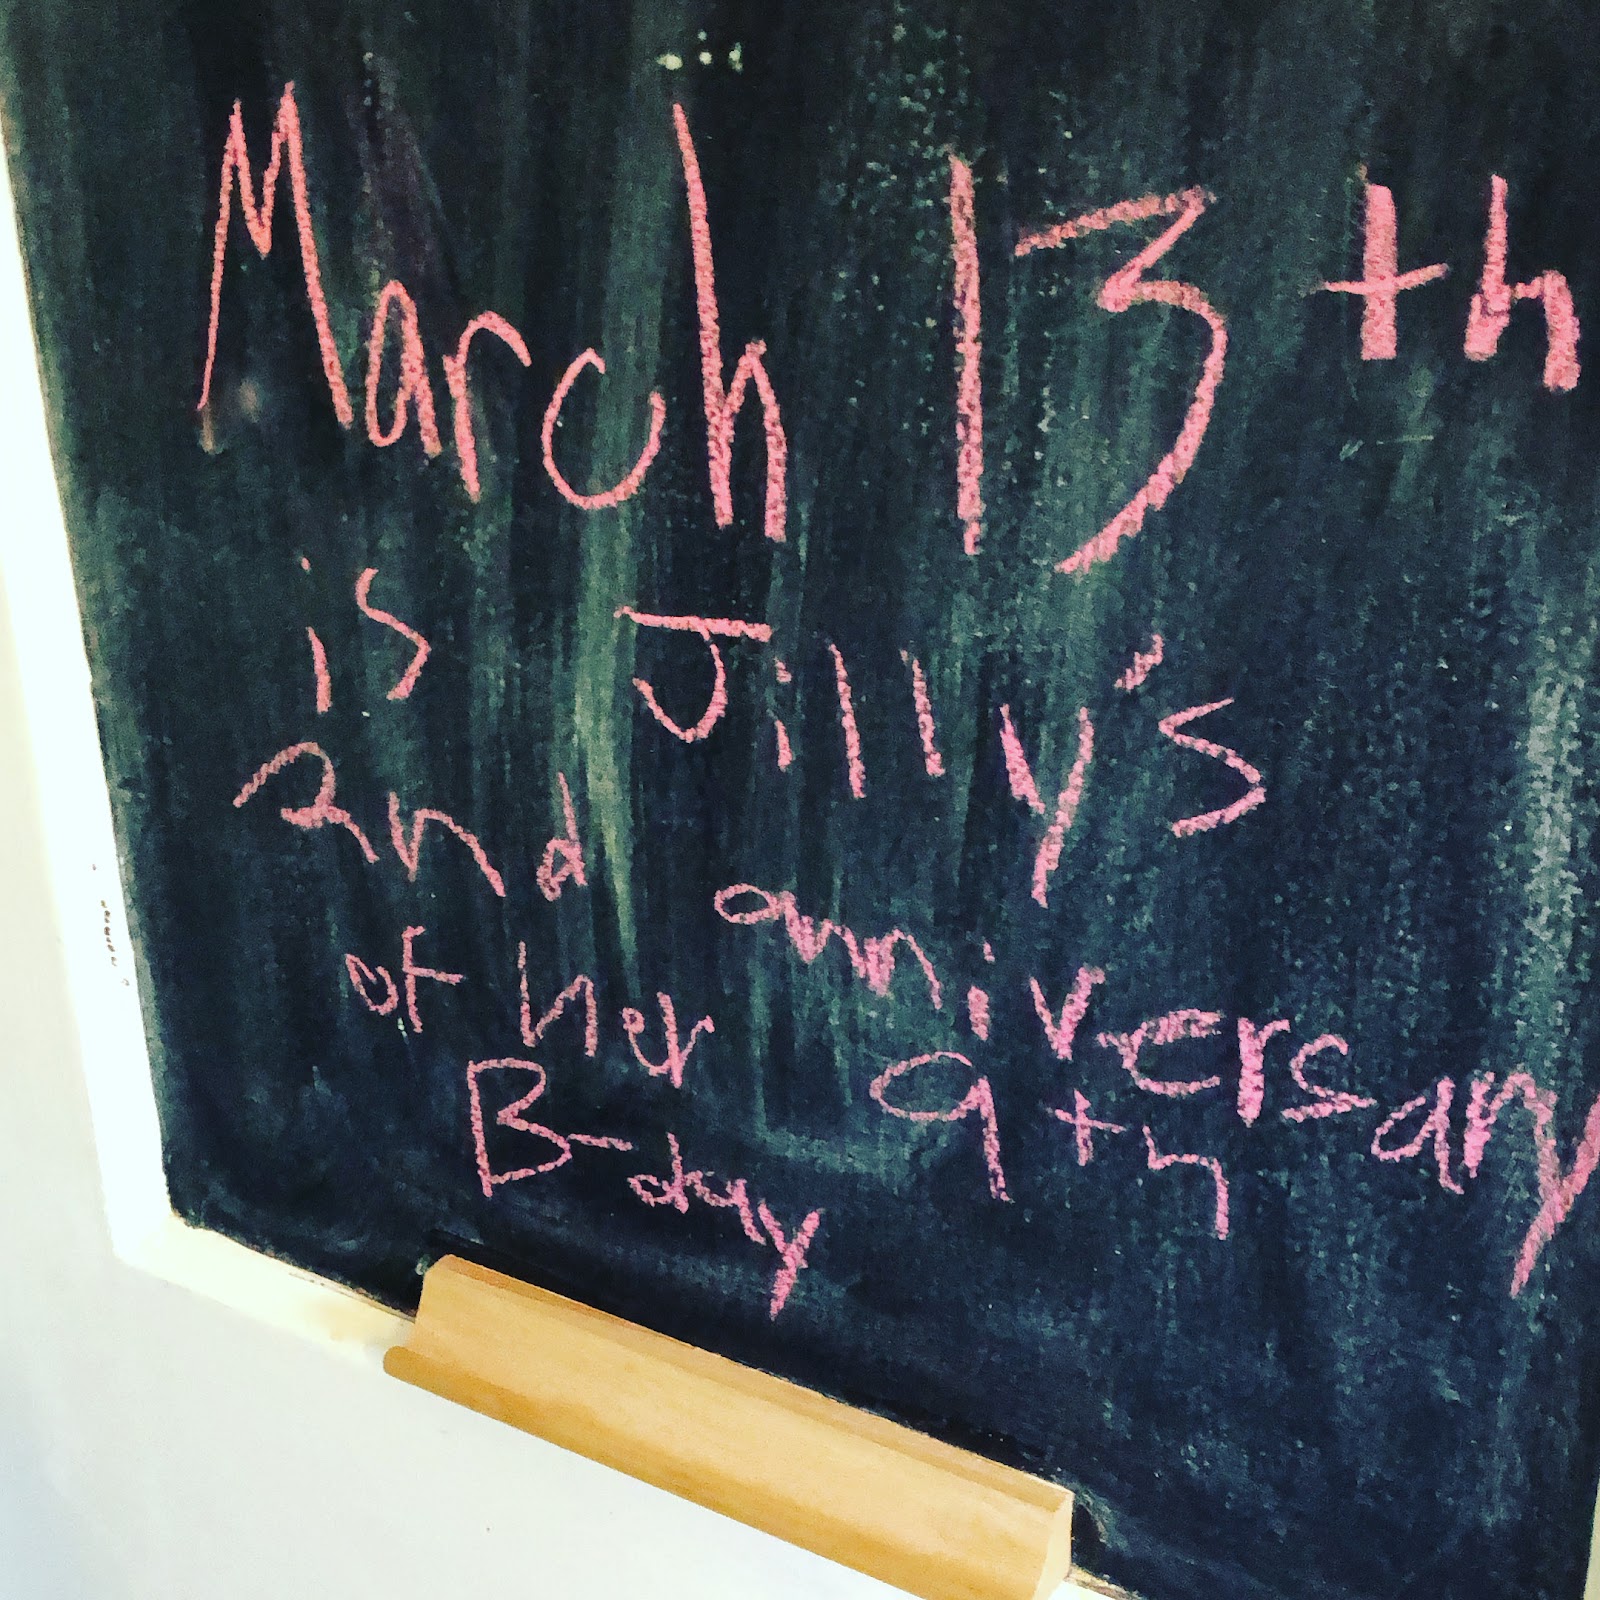 March 13th
is Jilly's
2nd anniversary
of her 9th
B-day